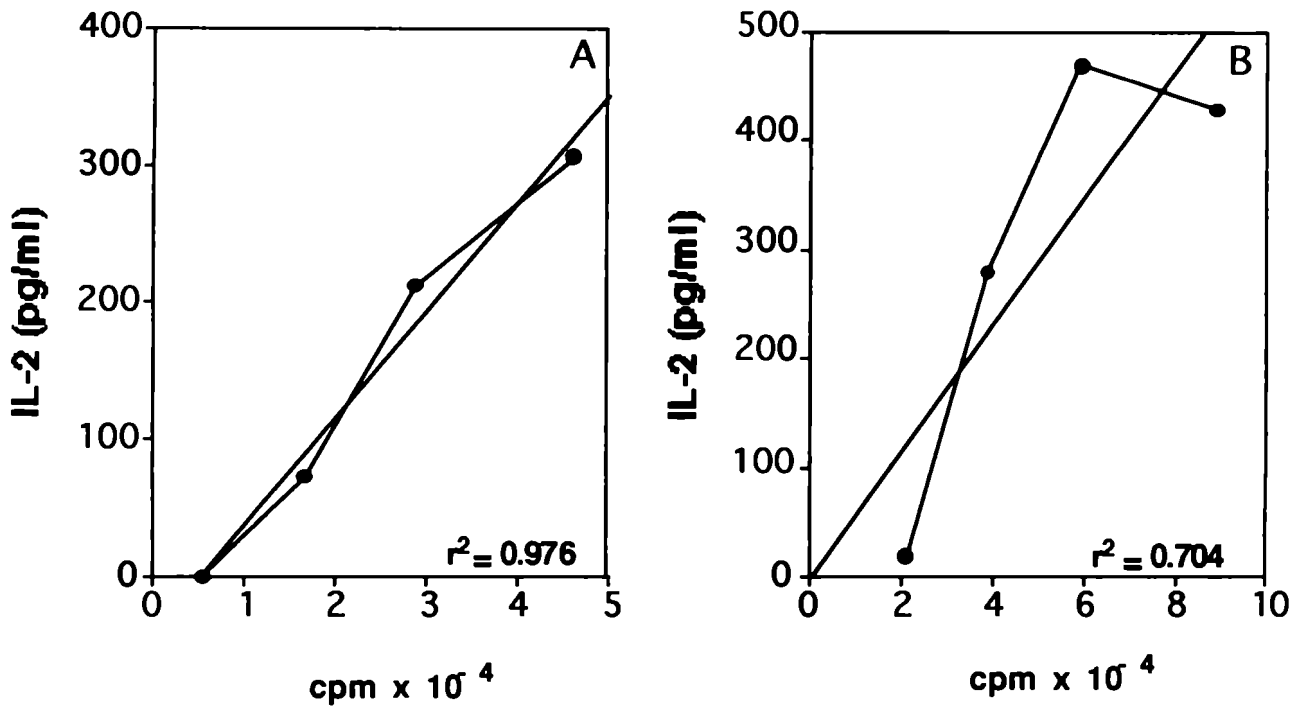 A
400
300
200
100
0
IL-2 (pg/ml)
r² = 0.976
0 1 2 3 4 5
cpm x 10⁻⁴
B
500
400
300
200
100
0
IL-2 (pg/ml)
r² = 0.704
0 2 4 6 8 10
cpm x 10⁻⁴